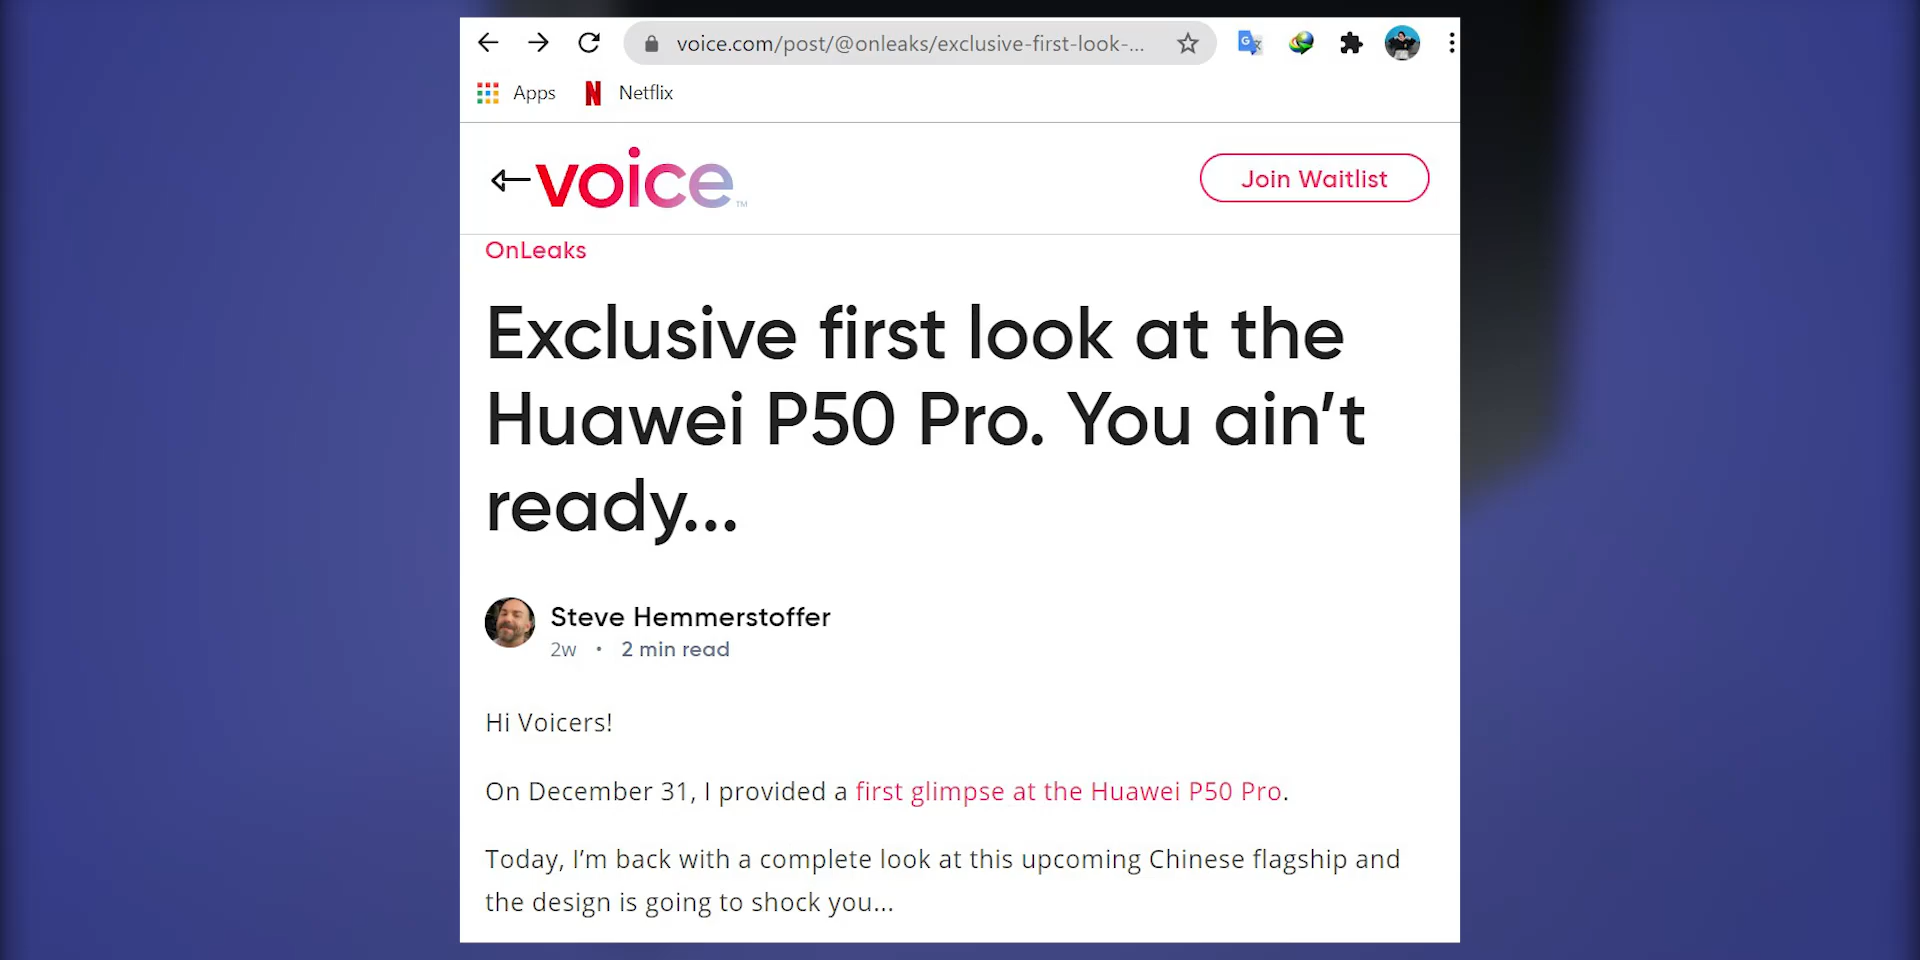 voice.com/post/@onleaks/exclusive-first-look-...
Apps
Netflix
voice™
Join Waitlist
OnLeaks
Exclusive first look at the
Huawei P50 Pro. You ain’t
ready...
Steve Hemmerstoffer
2w • 2 min read
Hi Voicers!
On December 31, I provided a first glimpse at the Huawei P50 Pro.
Today, I’m back with a complete look at this upcoming Chinese flagship and
the design is going to shock you...